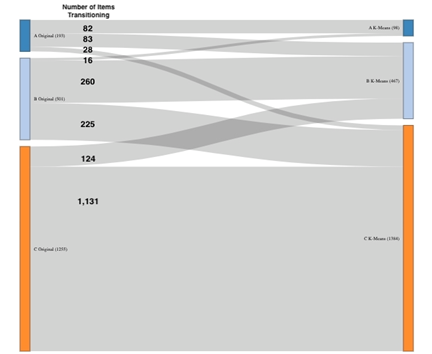 Number of Items
Transitioning
82
A Original (193)
A K-Means (98)
83
28
16
260
B K-Means (467)
B Original (501)
225
124
1,131
C K-Means (1384)
C Original (1255)